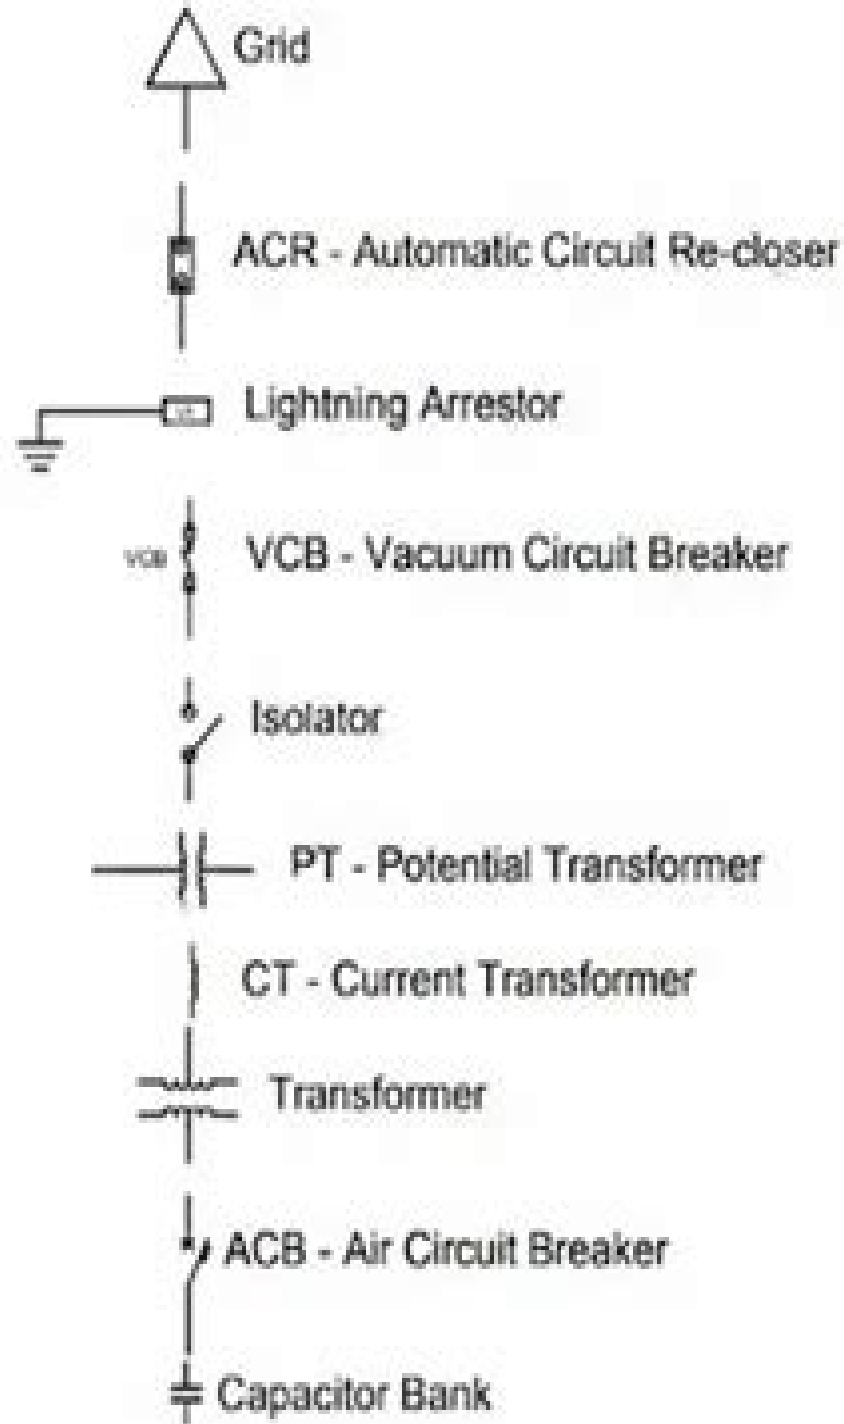 Grid
ACR - Automatic Circuit Re-closer
Lightning Arrestor
VCB VCB - Vacuum Circuit Breaker
Isolator
PT - Potential Transformer
CT - Current Transformer
Transformer
ACB - Air Circuit Breaker
Capacitor Bank